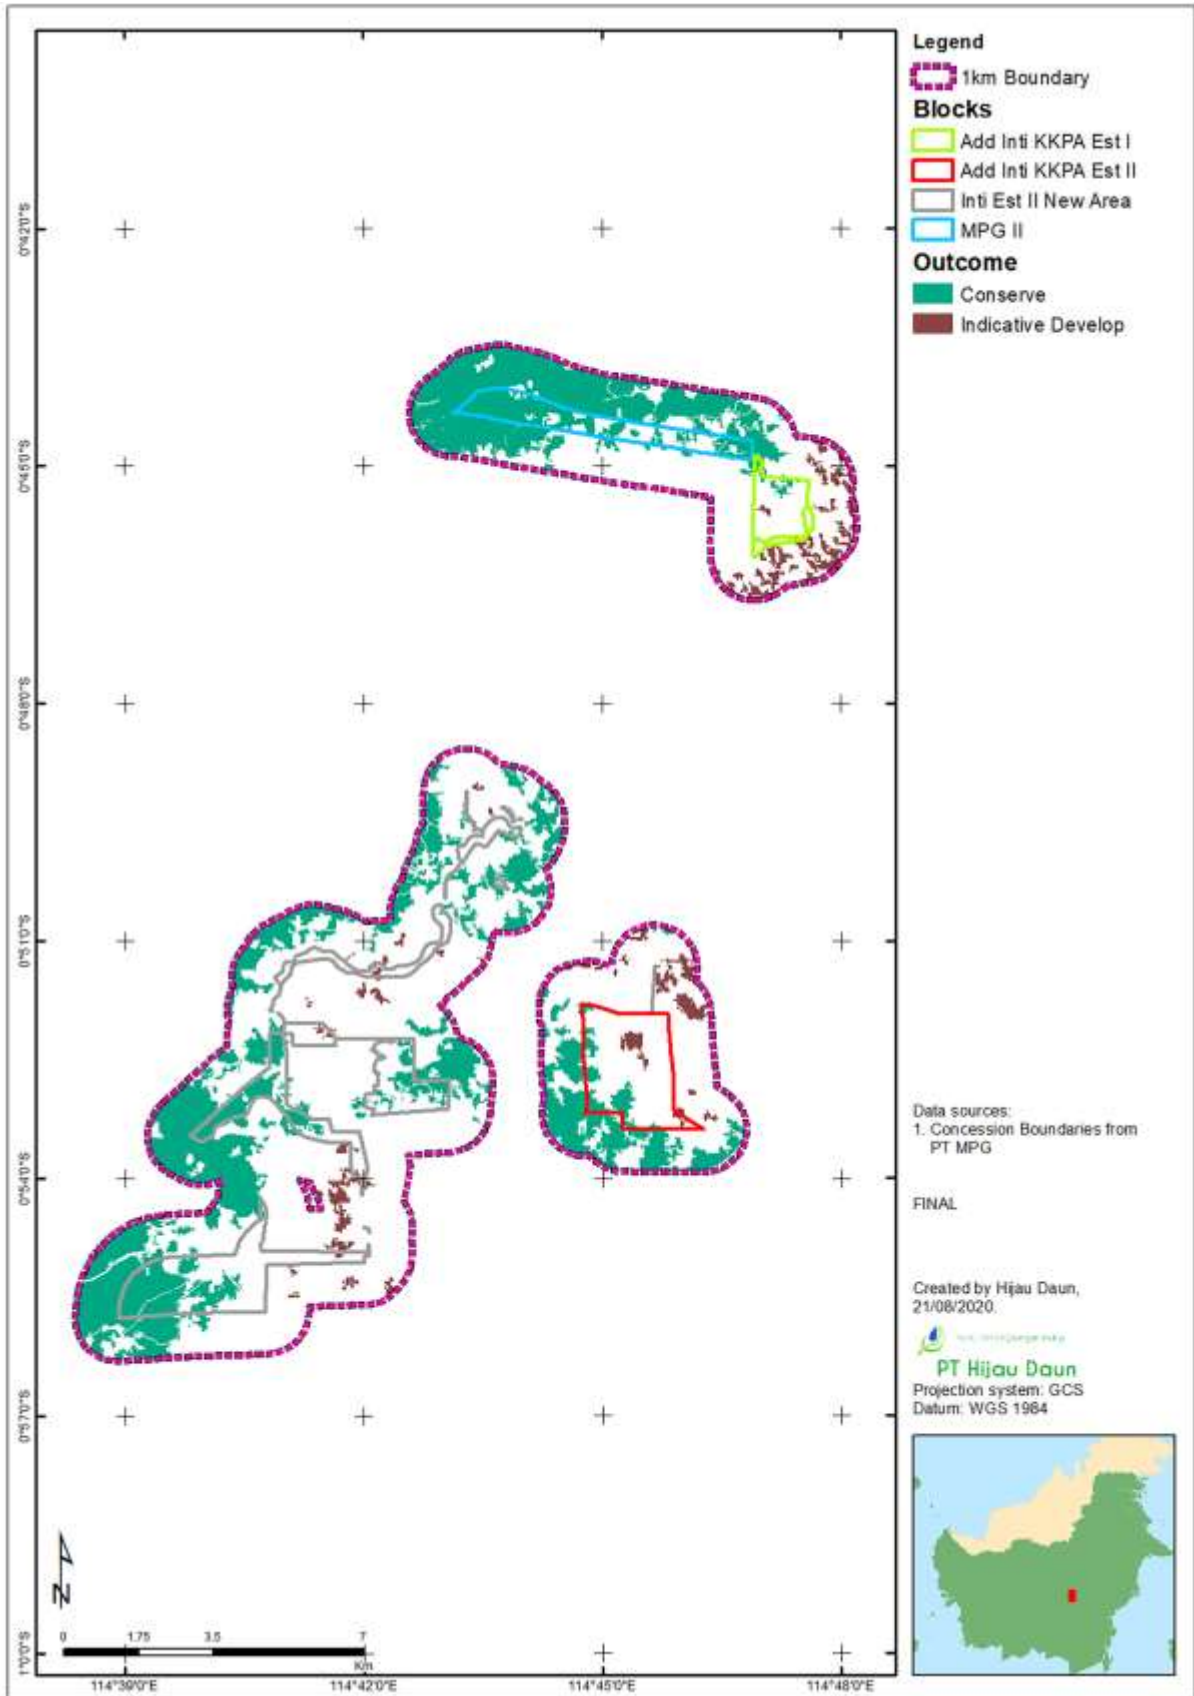 Legend
1km Boundary
Blocks
Add Inti KKPA Est I
Add Inti KKPA Est II
Inti Est II New Area
MPG II
Outcome
Conserve
Indicative Develop
0°42'0"S
0°45'0"S
0°48'0"S
0°51'0"S
0°54'0"S
0°57'0"S
1°0'0"S
Data sources:
1. Concession Boundaries from
PT MPG
FINAL
Created by Hijau Daun,
21/08/2020.
PT Hijau Daun
Projection system: GCS
Datum: WGS 1984
N
0 1.75 3.5 7
Km
114°39'0"E 114°42'0"E 114°45'0"E 114°48'0"E